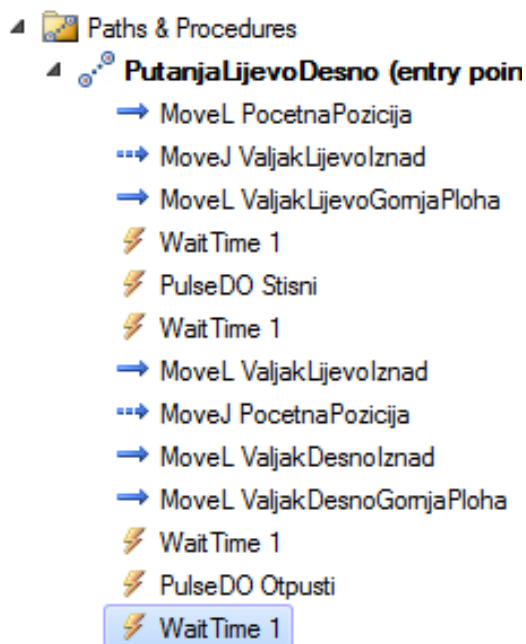 Paths & Procedures
PutanjaLijevoDesno (entry poin
MoveL PocetnaPozicija
MoveJ ValjakLijevoIznad
MoveL ValjakLijevoGornjaPloha
WaitTime 1
PulseDO Stisni
WaitTime 1
MoveL ValjakLijevoIznad
MoveJ PocetnaPozicija
MoveL ValjakDesnoIznad
MoveL ValjakDesnoGornjaPloha
WaitTime 1
PulseDO Otpusti
WaitTime 1